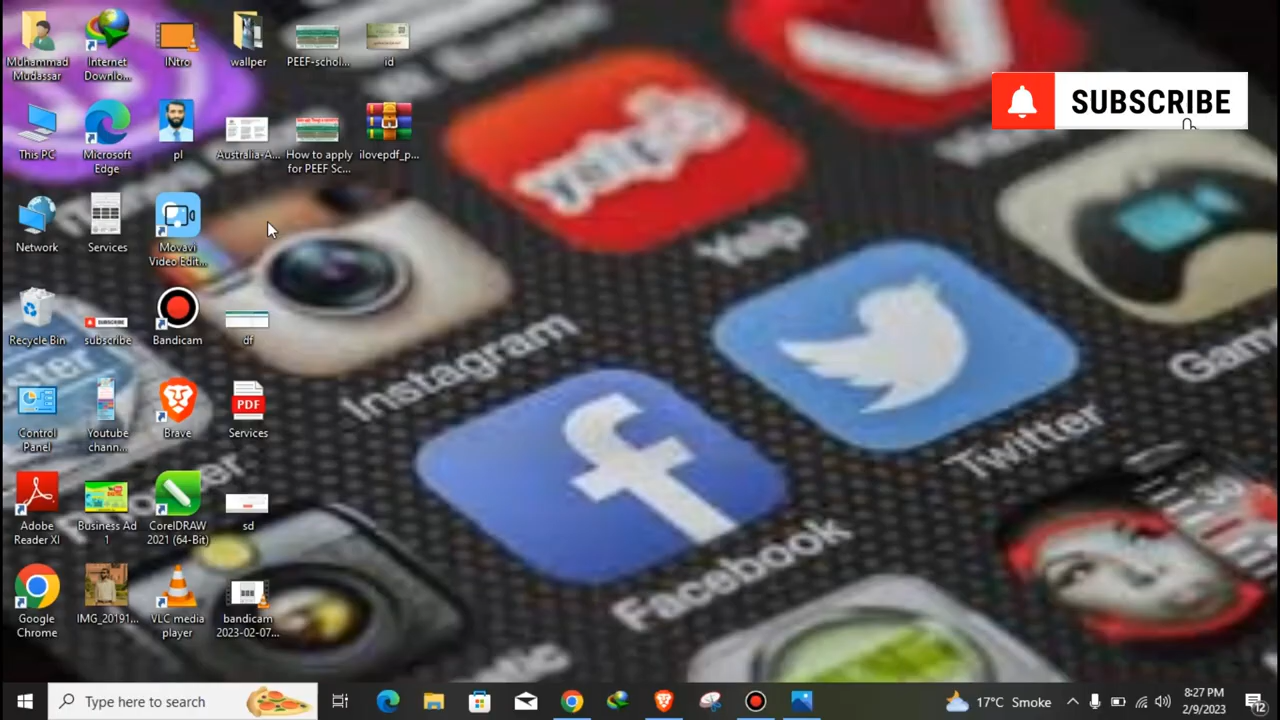 Muhammad
Mudassar
Internet
Downlo...
INtro
wallper
PEEF-schol...
id
SUBSCRIBE
This PC
Microsoft
Edge
pl
Australia-A...
How to apply
for PEEF Sc...
ilovepdf_p...
yelp
Yelp
Network
Services
Movavi
Video Edit...
Recycle Bin
SUBSCRIBE
subscribe
Bandicam
df
Instagram
Twitter
Control
Panel
Youtube
chann...
Brave
PDF
Services
Adobe
Reader XI
Business Ad
1
CorelDRAW
2021 (64-Bit)
sd
Facebook
Google
Chrome
IMG_20191...
VLC media
player
bandicam
2023-02-07...
Type here to search
17°C Smoke
8:27 PM
2/9/2023
12